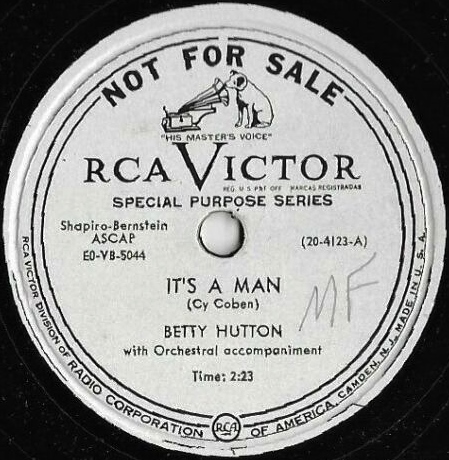 NOT FOR SALE
"HIS MASTER'S VOICE"
RCA VICTOR
REG. U S PAT OFF MARCAS REGISTRADAS
SPECIAL PURPOSE SERIES
Shapiro-Bernstein
ASCAP
E0-VB-5044
(20-4123-A)
IT'S A MAN
(Cy Coben)
MF
BETTY HUTTON
with Orchestral accompaniment
Time: 2:23
RCA VICTOR DIVISION OF RADIO CORPORATION RCA OF AMERICA, CAMDEN, N.J. MADE IN U.S.A.